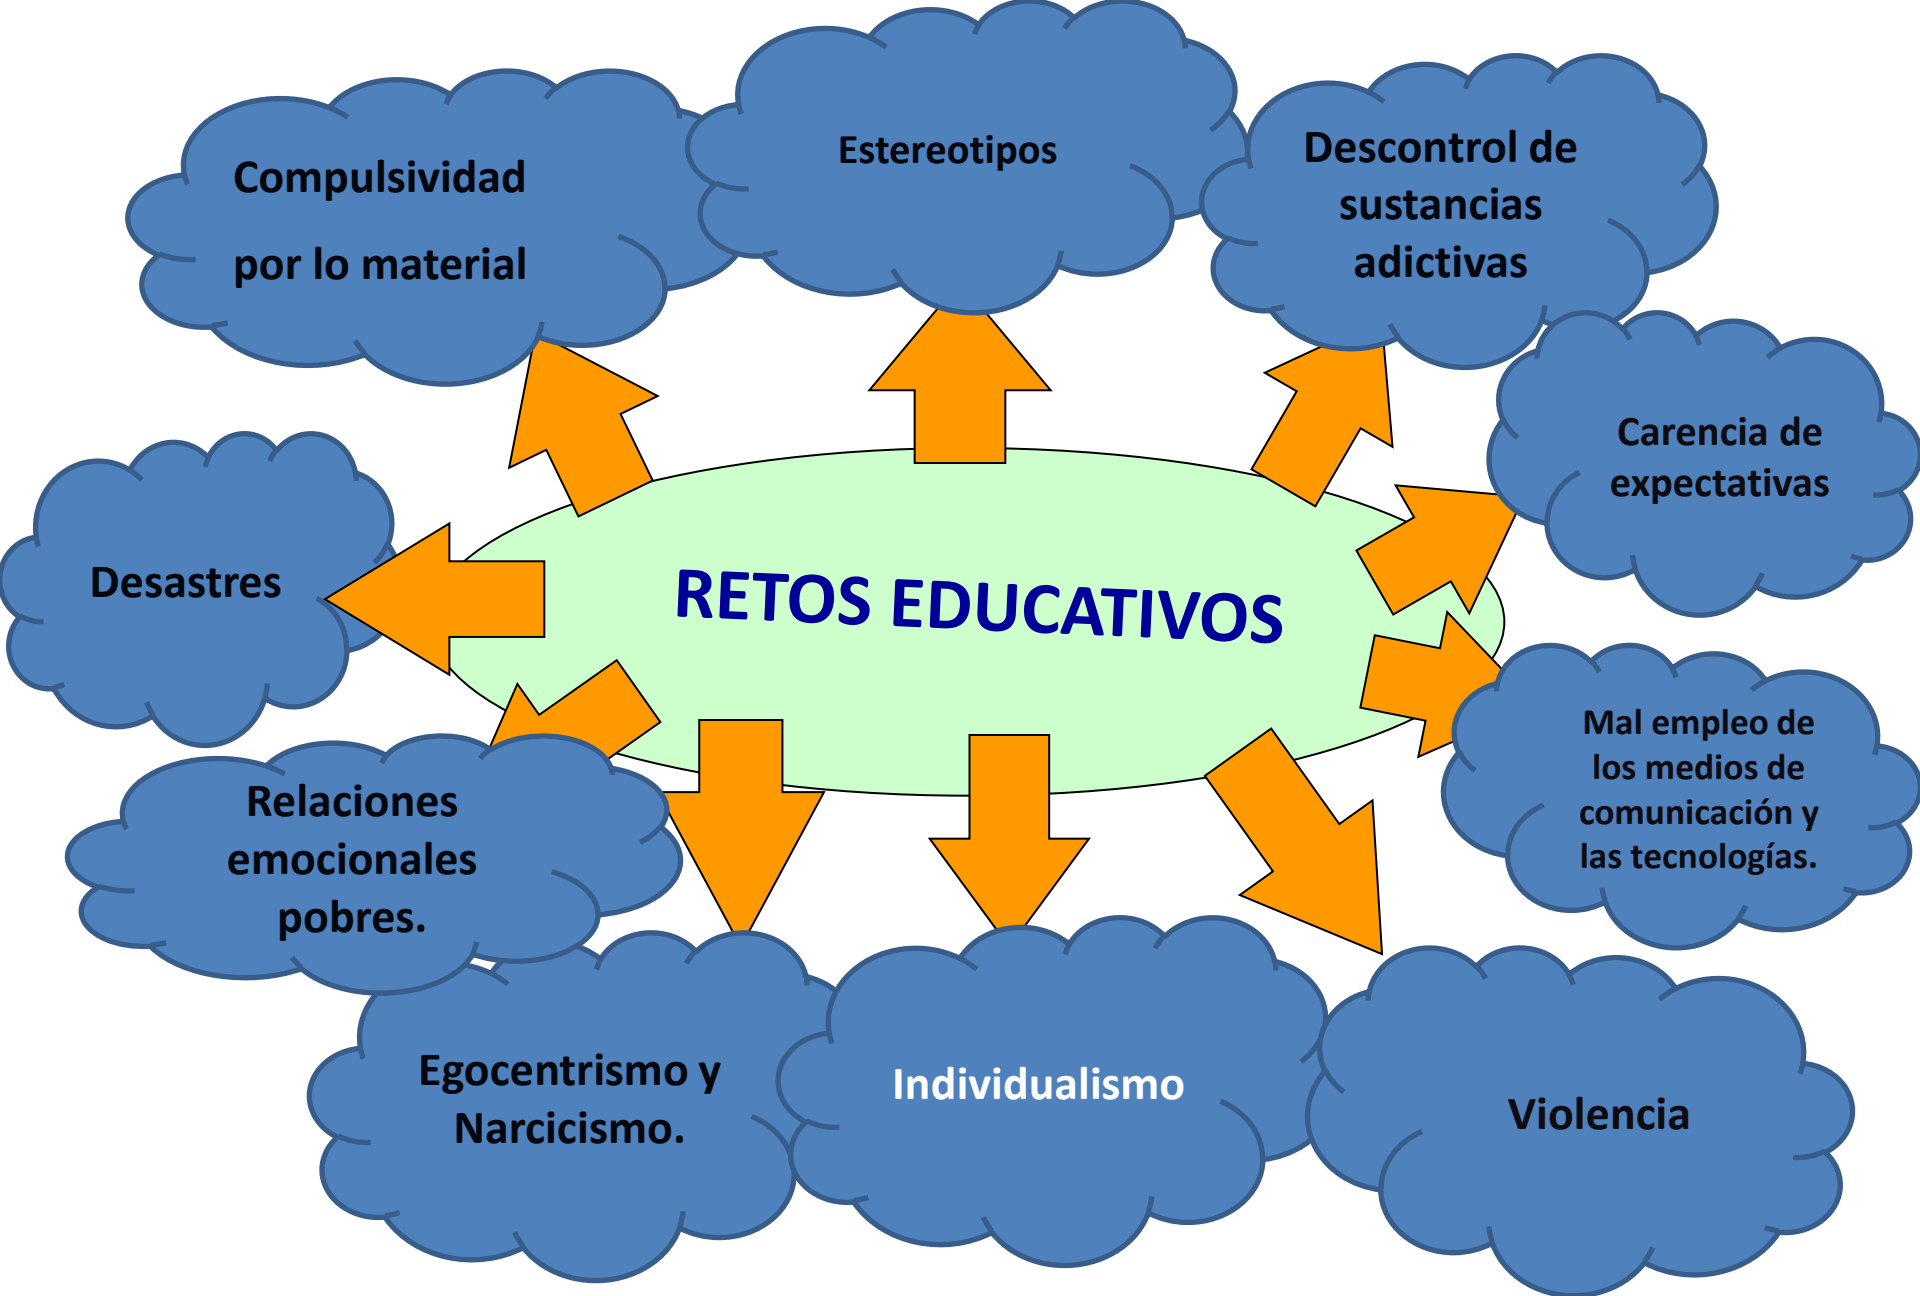 Compulsividad
por lo material
Estereotipos
Descontrol de
sustancias
adictivas
Carencia de
expectativas
Desastres
RETOS EDUCATIVOS
Mal empleo de
los medios de
comunicación y
las tecnologías.
Relaciones
emocionales
pobres.
Egocentrismo y
Narcicismo.
Individualismo
Violencia